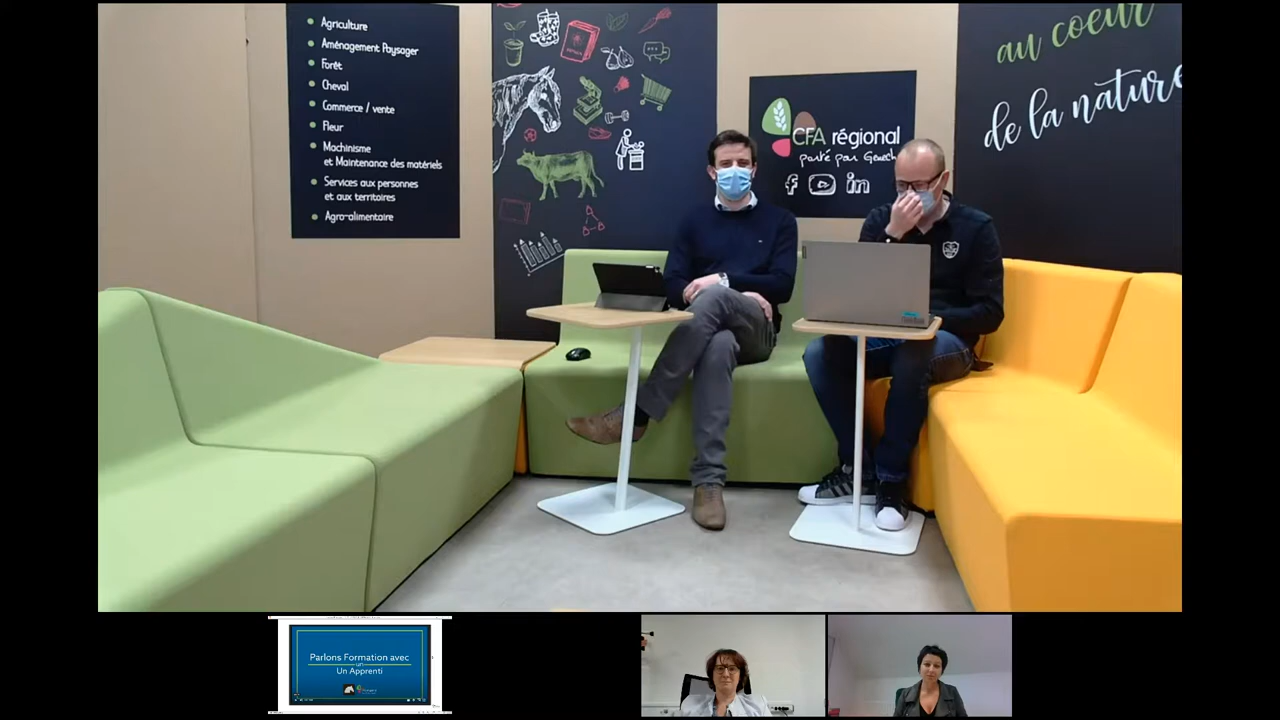 Agriculture
Aménagement Paysager
Forêt
Cheval
Commerce / vente
Fleur
Machinisme
et Maintenance des matériels
Services aux personnes
et aux territoires
Agro-alimentaire
CFA régional
porté par
au coeur
de la nature
Parlons Formation avec
un
Un Apprenti